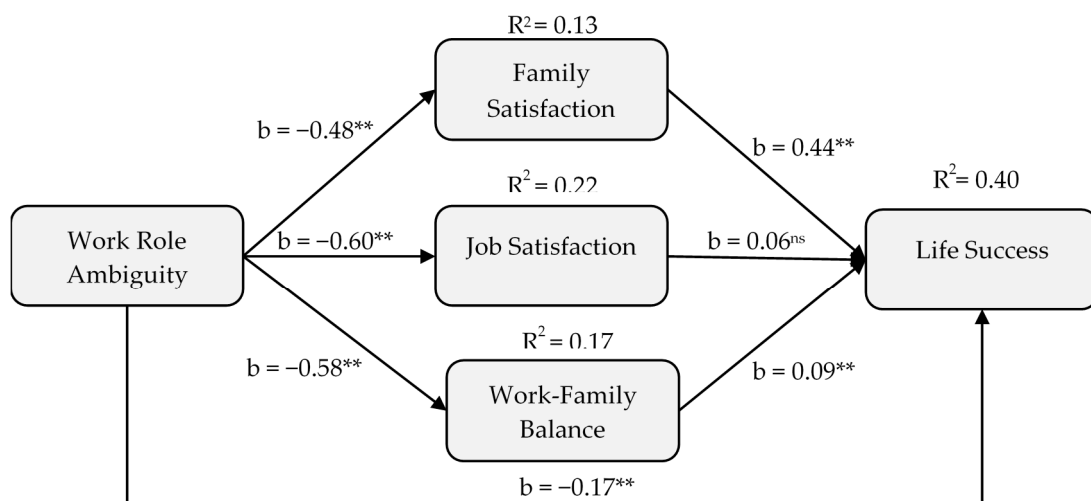 R² = 0.13
Family
Satisfaction
b = −0.48**
b = 0.44**
R² = 0.22
R² = 0.40
Work Role
Ambiguity
b = −0.60**
Job Satisfaction
b = 0.06ⁿˢ
Life Success
R² = 0.17
b = −0.58**
b = 0.09**
Work-Family
Balance
b = −0.17**